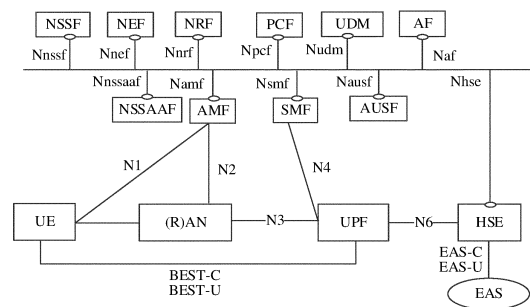 NSSF NEF NRF PCF UDM AF
Nnssf Nnef Nnrf Npcf Nudm Naf
Nnssaaf Namf Nsmf Nausf Nhse
NSSAAF AMF SMF AUSF
N1 N2 N4
UE (R)AN N3 UPF N6 HSE
EAS-C
EAS-U
BEST-C
BEST-U
EAS